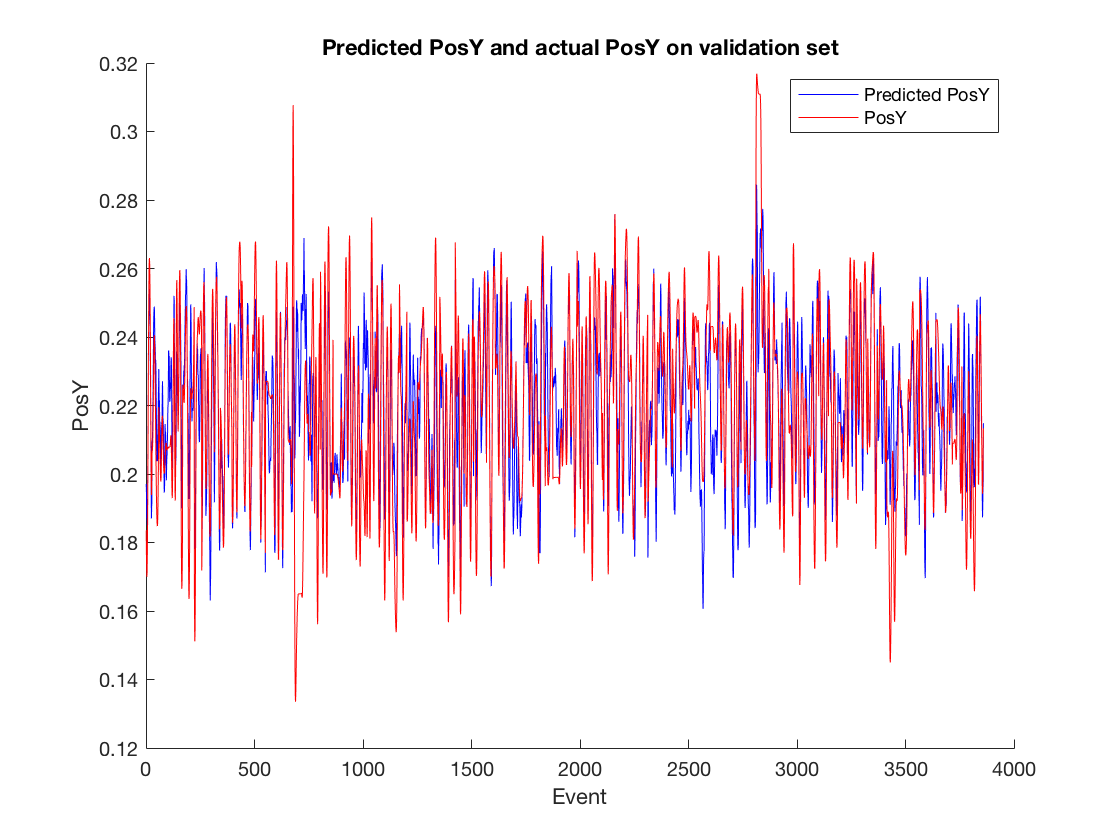 Predicted PosY and actual PosY on validation set
0.32
0.3
0.28
0.26
0.24
0.22
0.2
0.18
0.16
0.14
0.12
PosY
Predicted PosY
PosY
0 500 1000 1500 2000 2500 3000 3500 4000
Event